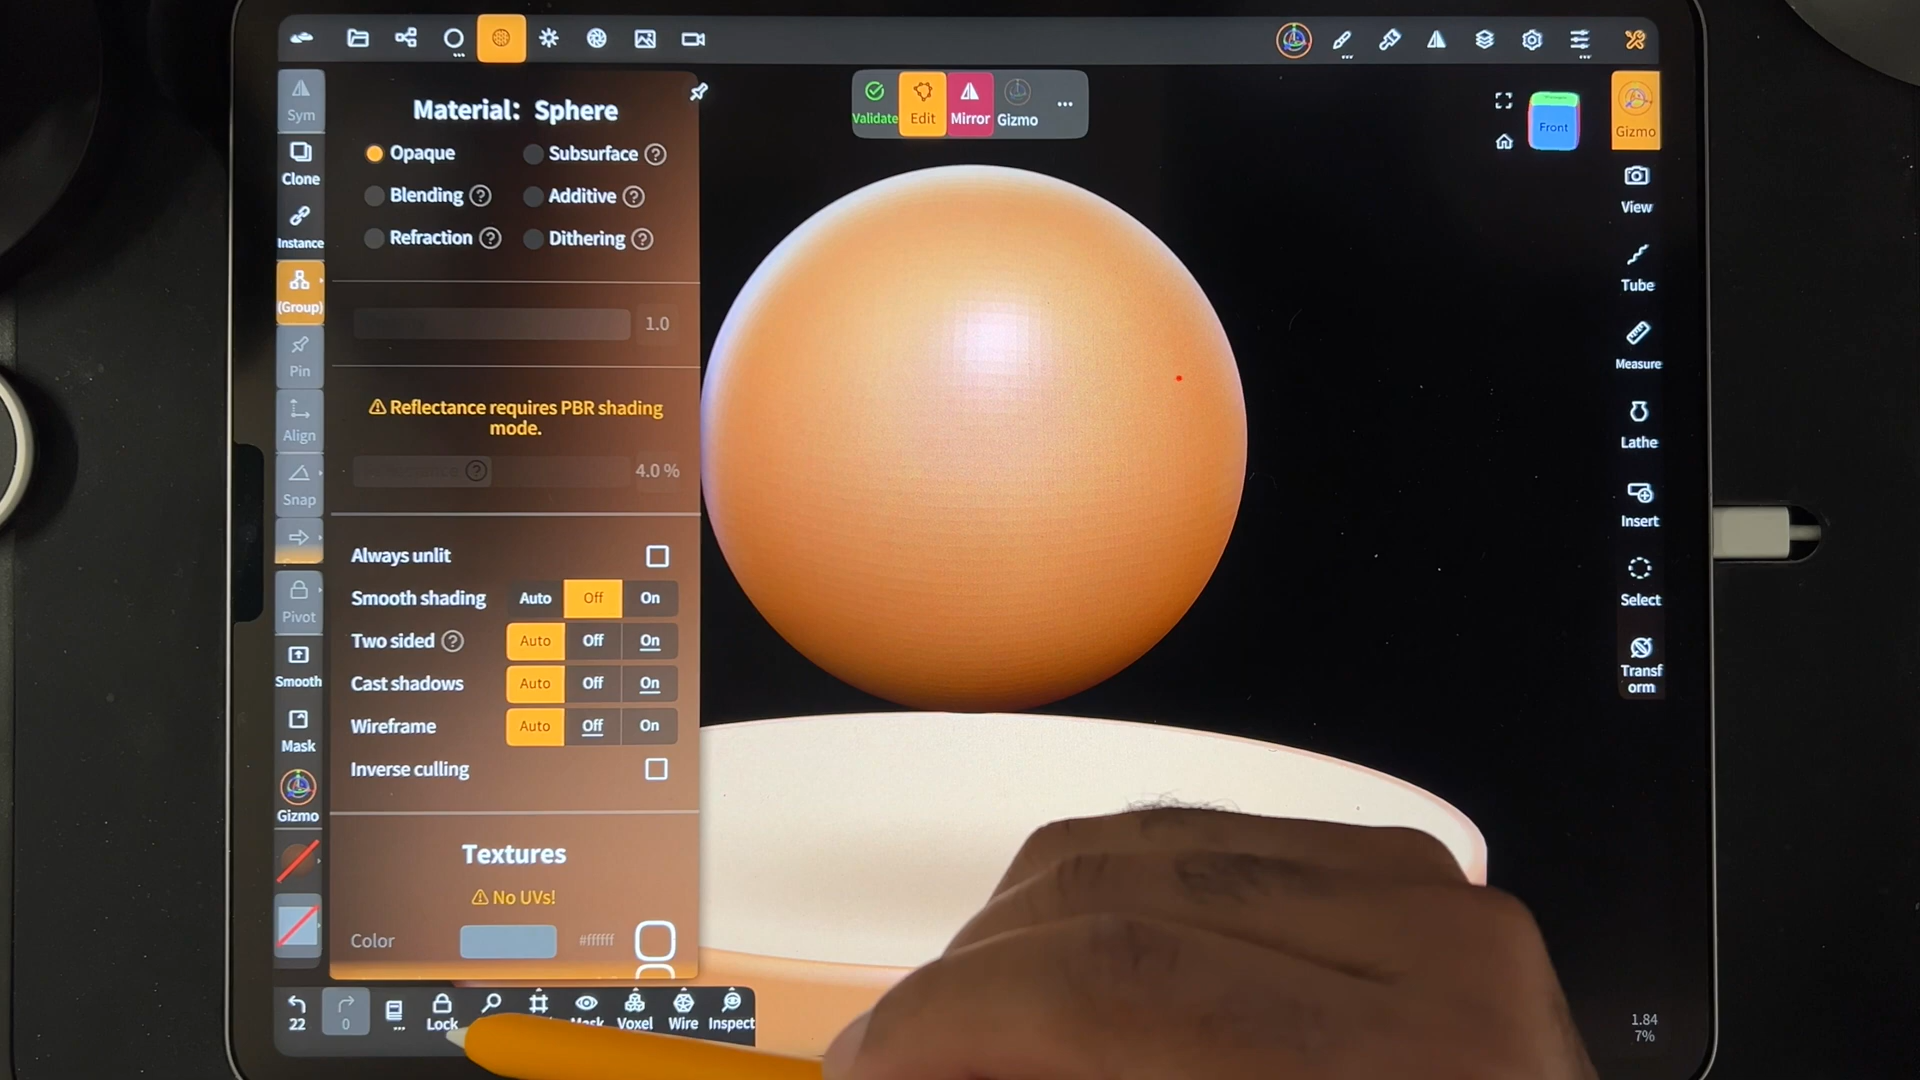 Sym
Clone
Instance
(Group)
Pin
Align
Snap
Pivot
Smooth
Mask
Gizmo
Material: Sphere
Opaque
Subsurface ?
Blending ?
Additive ?
Refraction ?
Dithering ?
1.0
Reflectance requires PBR shading
mode.
? 4.0 %
Always unlit
Smooth shading Auto Off On
Two sided ? Auto Off On
Cast shadows Auto Off On
Wireframe Auto Off On
Inverse culling
Textures
No UVs!
Color #ffffff
Validate Edit Mirror Gizmo ...
Front
Gizmo
View
Tube
Measure
Lathe
Insert
Select
Transf
orm
22
0
Lock
Voxel
Wire
Inspect
1.84
7%